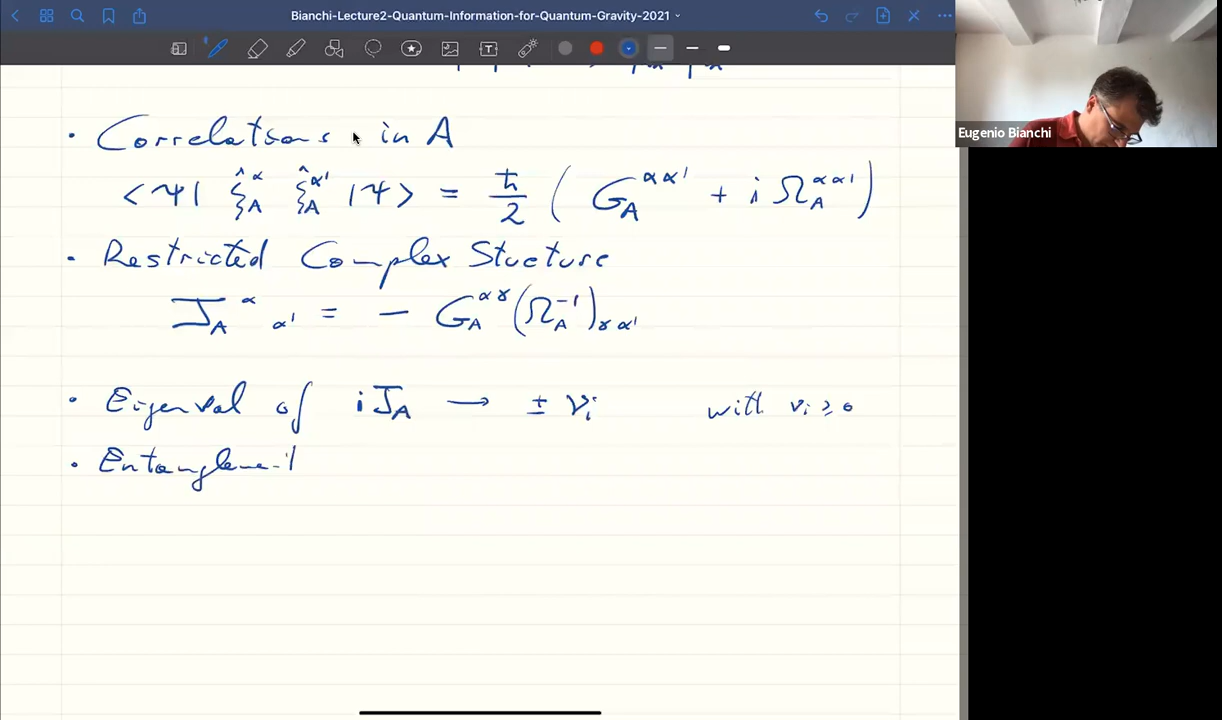 Bianchi-Lecture2-Quantum-Information-for-Quantum-Gravity-2021
Eugenio Bianchi
• Correlations in A
<ψ| ξ̂_A^α ξ̂_A^α' |ψ> = ℏ/2 ( G_A^αα' + i Ω_A^αα' )
• Restricted Complex Stucture
J_A^α_α' = - G_A^αγ (Ω_A^-1)_γα'
• Eigenval of i J_A → ± ν_i with ν_i ≥ 0
• Entanglement